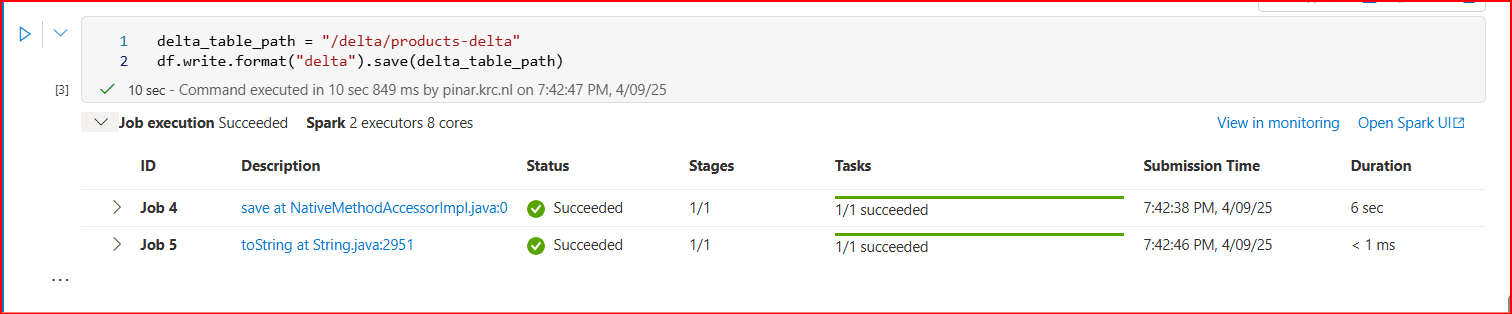 1 delta_table_path = "/delta/products-delta"
2 df.write.format("delta").save(delta_table_path)
[3] 10 sec - Command executed in 10 sec 849 ms by pinar.krc.nl on 7:42:47 PM, 4/09/25
Job execution Succeeded Spark 2 executors 8 cores View in monitoring Open Spark UI
ID Description Status Stages Tasks Submission Time Duration
Job 4 save at NativeMethodAccessorImpl.java:0 Succeeded 1/1 1/1 succeeded 7:42:38 PM, 4/09/25 6 sec
Job 5 toString at String.java:2951 Succeeded 1/1 1/1 succeeded 7:42:46 PM, 4/09/25 < 1 ms
...